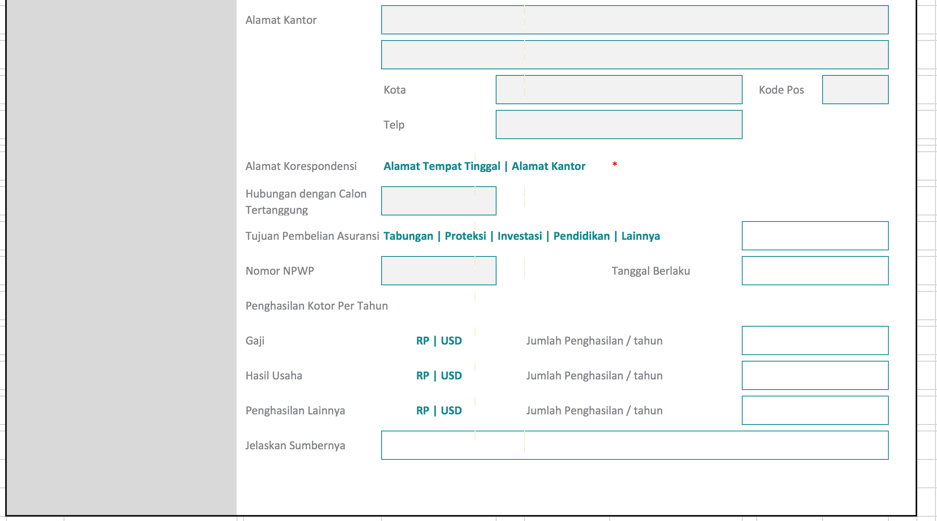 Alamat Kantor
Kota Kode Pos
Telp
Alamat Korespondensi Alamat Tempat Tinggal | Alamat Kantor *
Hubungan dengan Calon
Tertanggung
Tujuan Pembelian Asuransi Tabungan | Proteksi | Investasi | Pendidikan | Lainnya
Nomor NPWP Tanggal Berlaku
Penghasilan Kotor Per Tahun
Gaji RP | USD Jumlah Penghasilan / tahun
Hasil Usaha RP | USD Jumlah Penghasilan / tahun
Penghasilan Lainnya RP | USD Jumlah Penghasilan / tahun
Jelaskan Sumbernya